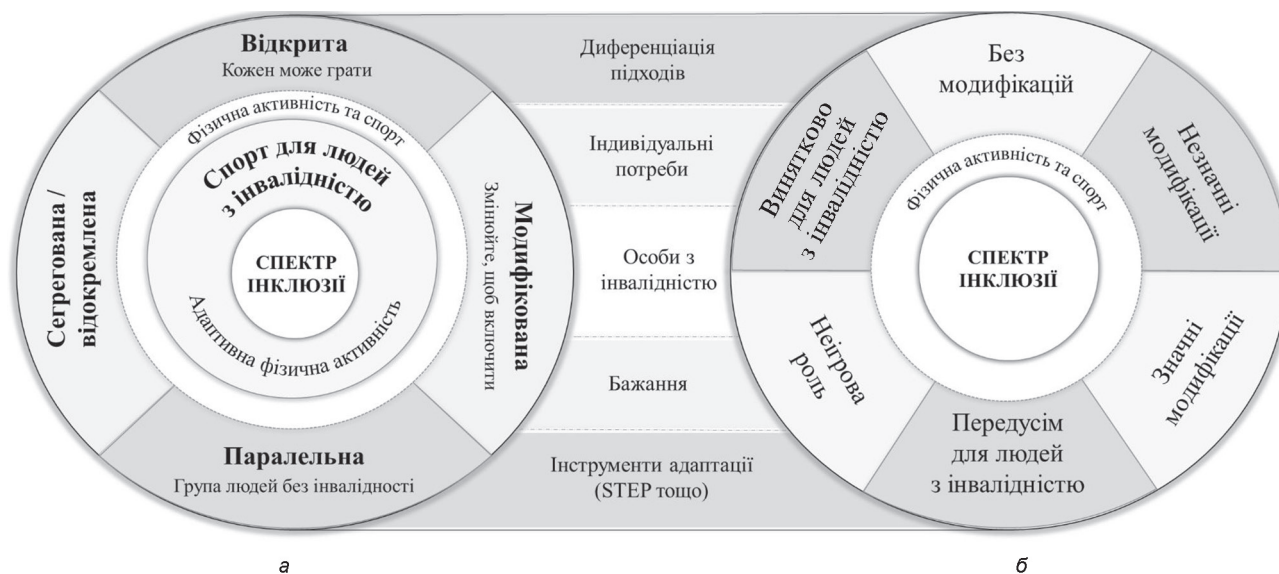 Відкрита
Кожен може грати
Фізична активність та спорт
Спорт для людей
з інвалідністю
СПЕКТР
ІНКЛЮЗІЇ
Адаптивна фізична активність
Сегрегована /
відокремлена
Модифікована
Змінюйте, щоб включити
Паралельна
Група людей без інвалідності
Диференціація
підходів
Індивідуальні
потреби
Особи з
інвалідністю
Бажання
Інструменти адаптації
(STEP тощо)
Без
модифікацій
Незначні
модифікації
Значні
модифікації
Передусім
для людей
з інвалідністю
Неігрова
роль
Винятково
для людей
з інвалідністю
Фізична активність та спорт
СПЕКТР
ІНКЛЮЗІЇ
а
б